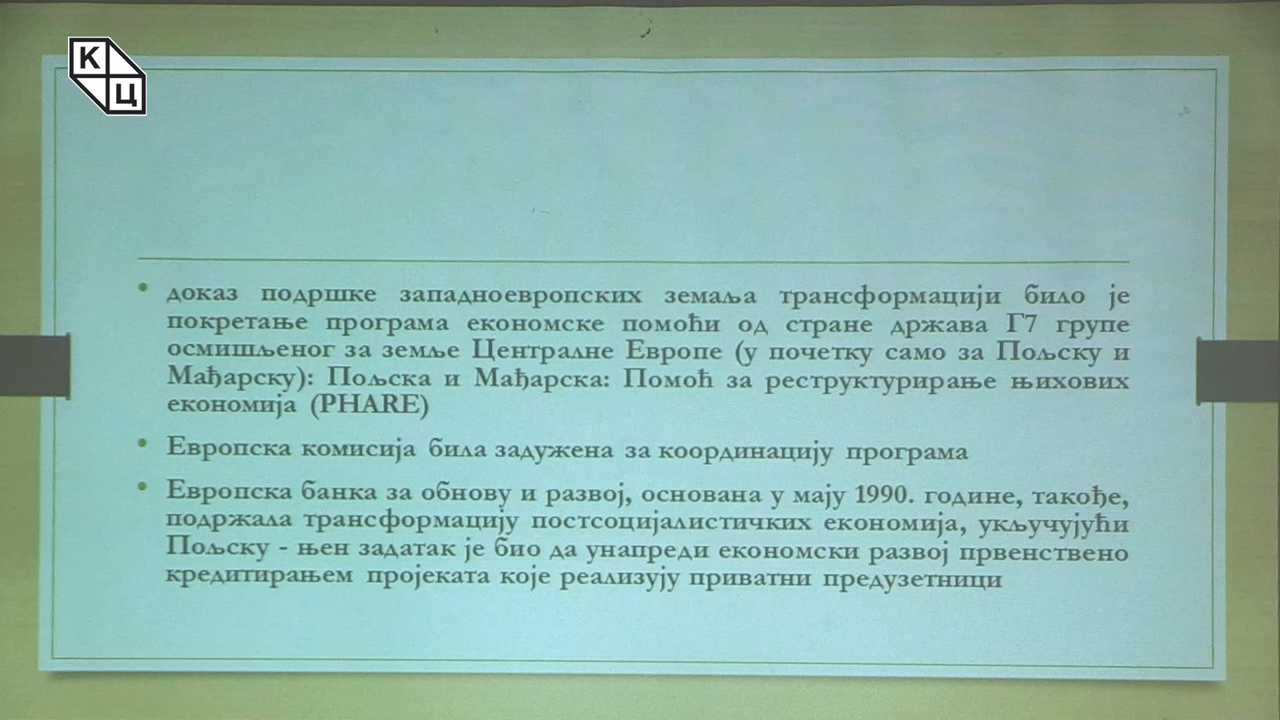 К
Ц
• доказ подршке западноевропских земаља трансформацији било је
покретање програма економске помоћи од стране држава Г7 групе
осмишљеног за земље Централне Европе (у почетку само за Пољску и
Мађарску): Пољска и Мађарска: Помоћ за реструктурирање њихових
економија (PHARE)
• Европска комисија била задужена за координацију програма
• Европска банка за обнову и развој, основана у мају 1990. године, такође,
подржала трансформацију постсоцијалистичких економија, укључујући
Пољску - њен задатак је био да унапреди економски развој првенствено
кредитирањем пројеката које реализују приватни предузетници